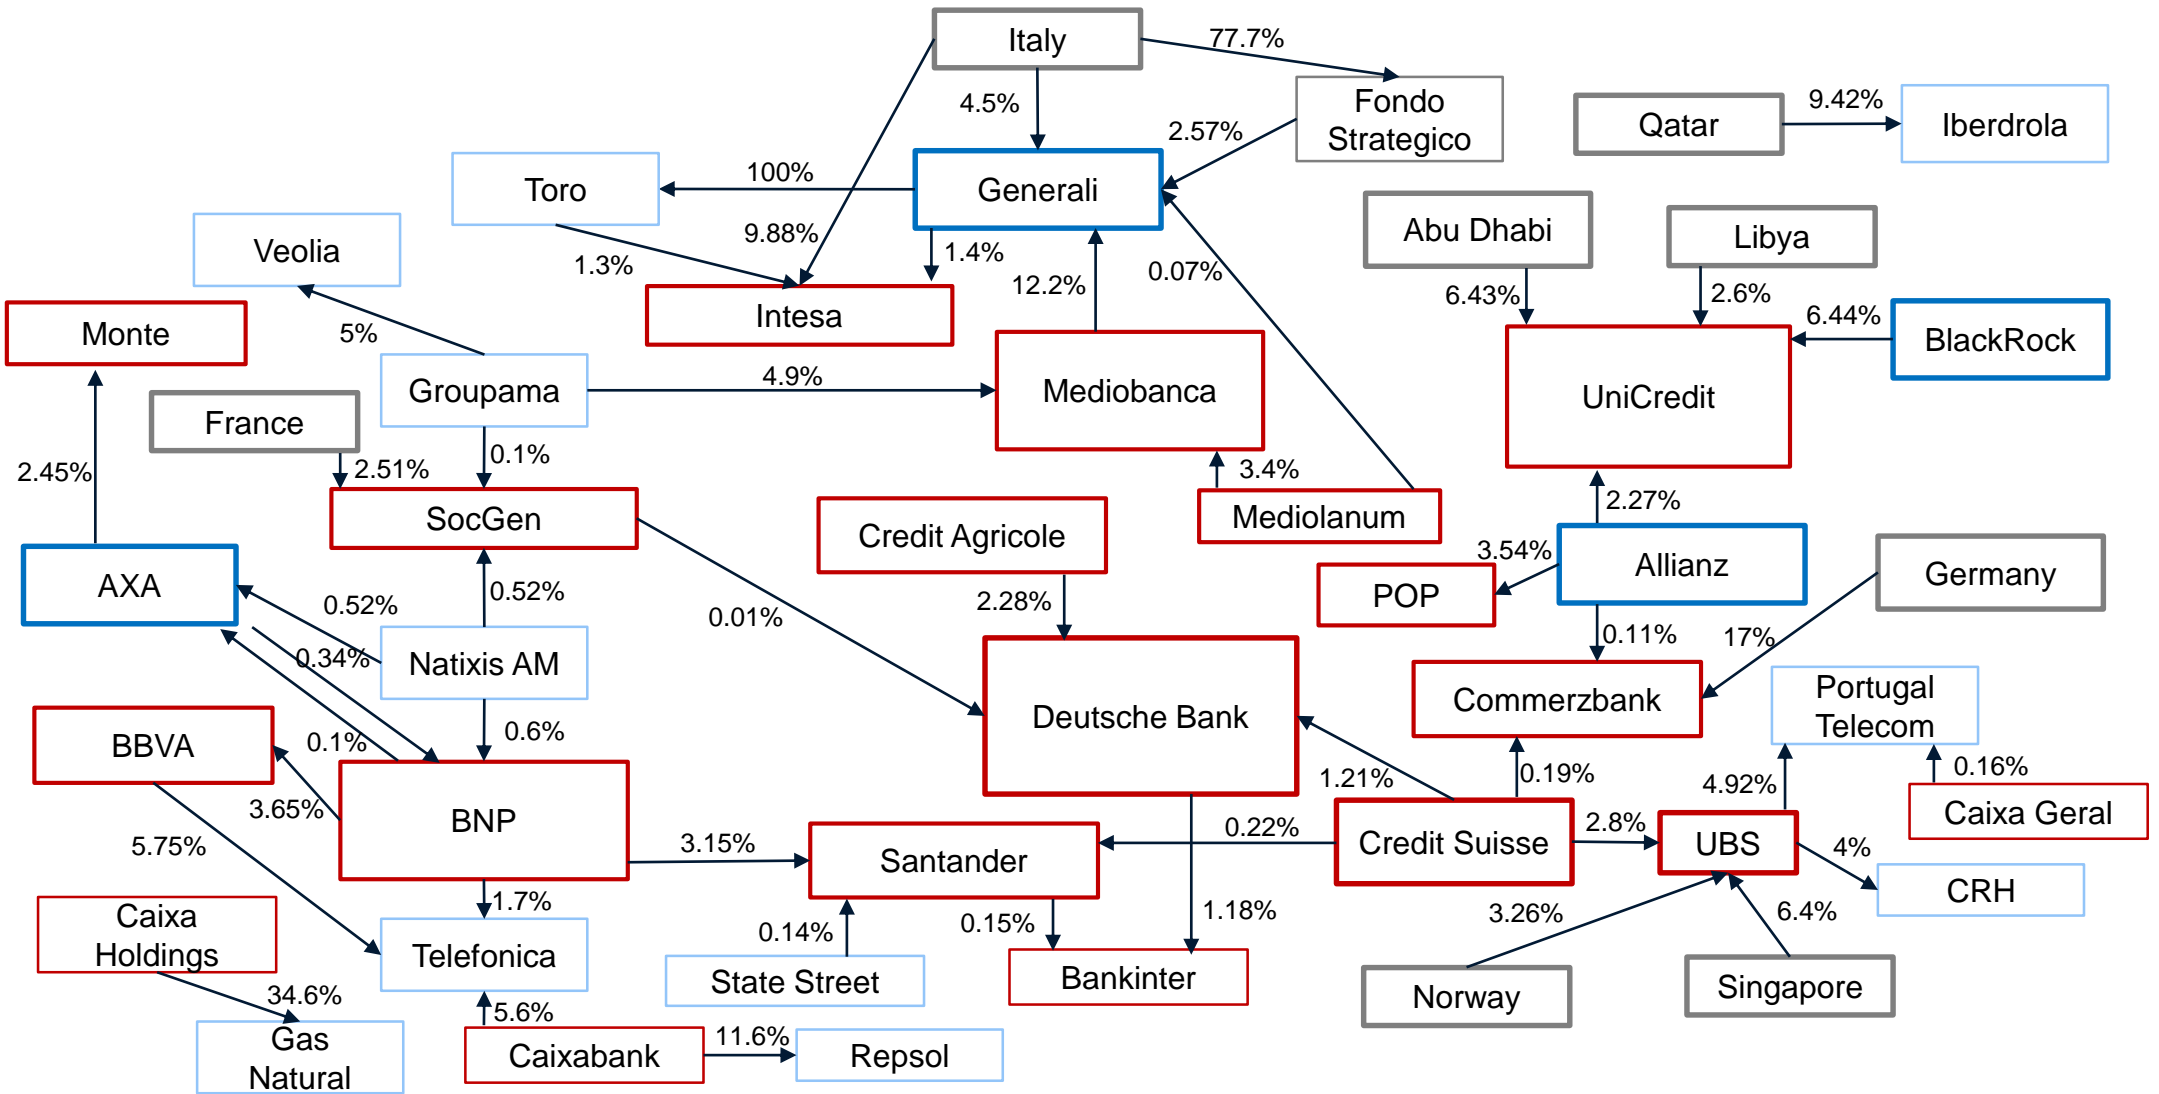 Italy
77.7%
4.5%
Fondo
Strategico
2.57%
Qatar
9.42%
Iberdrola
Toro
100%
Generali
9.88%
1.3%
1.4%
12.2%
0.07%
Abu Dhabi
Libya
6.43%
2.6%
6.44%
BlackRock
Veolia
5%
Intesa
Monte
Groupama
4.9%
Mediobanca
UniCredit
France
2.45%
2.51%
0.1%
3.4%
SocGen
Credit Agricole
Mediolanum
2.27%
AXA
0.52%
0.52%
0.01%
2.28%
3.54%
Allianz
Germany
POP
0.11%
17%
0.34%
Natixis AM
Commerzbank
Portugal
Telecom
Deutsche Bank
BBVA
0.1%
0.6%
1.21%
0.19%
4.92%
0.16%
3.65%
BNP
5.75%
3.15%
0.22%
Credit Suisse
2.8%
UBS
Caixa Geral
Santander
4%
CRH
1.7%
Caixa
Holdings
0.14%
0.15%
1.18%
3.26%
6.4%
Telefonica
State Street
Bankinter
Norway
Singapore
34.6%
5.6%
Gas
Natural
Caixabank
11.6%
Repsol